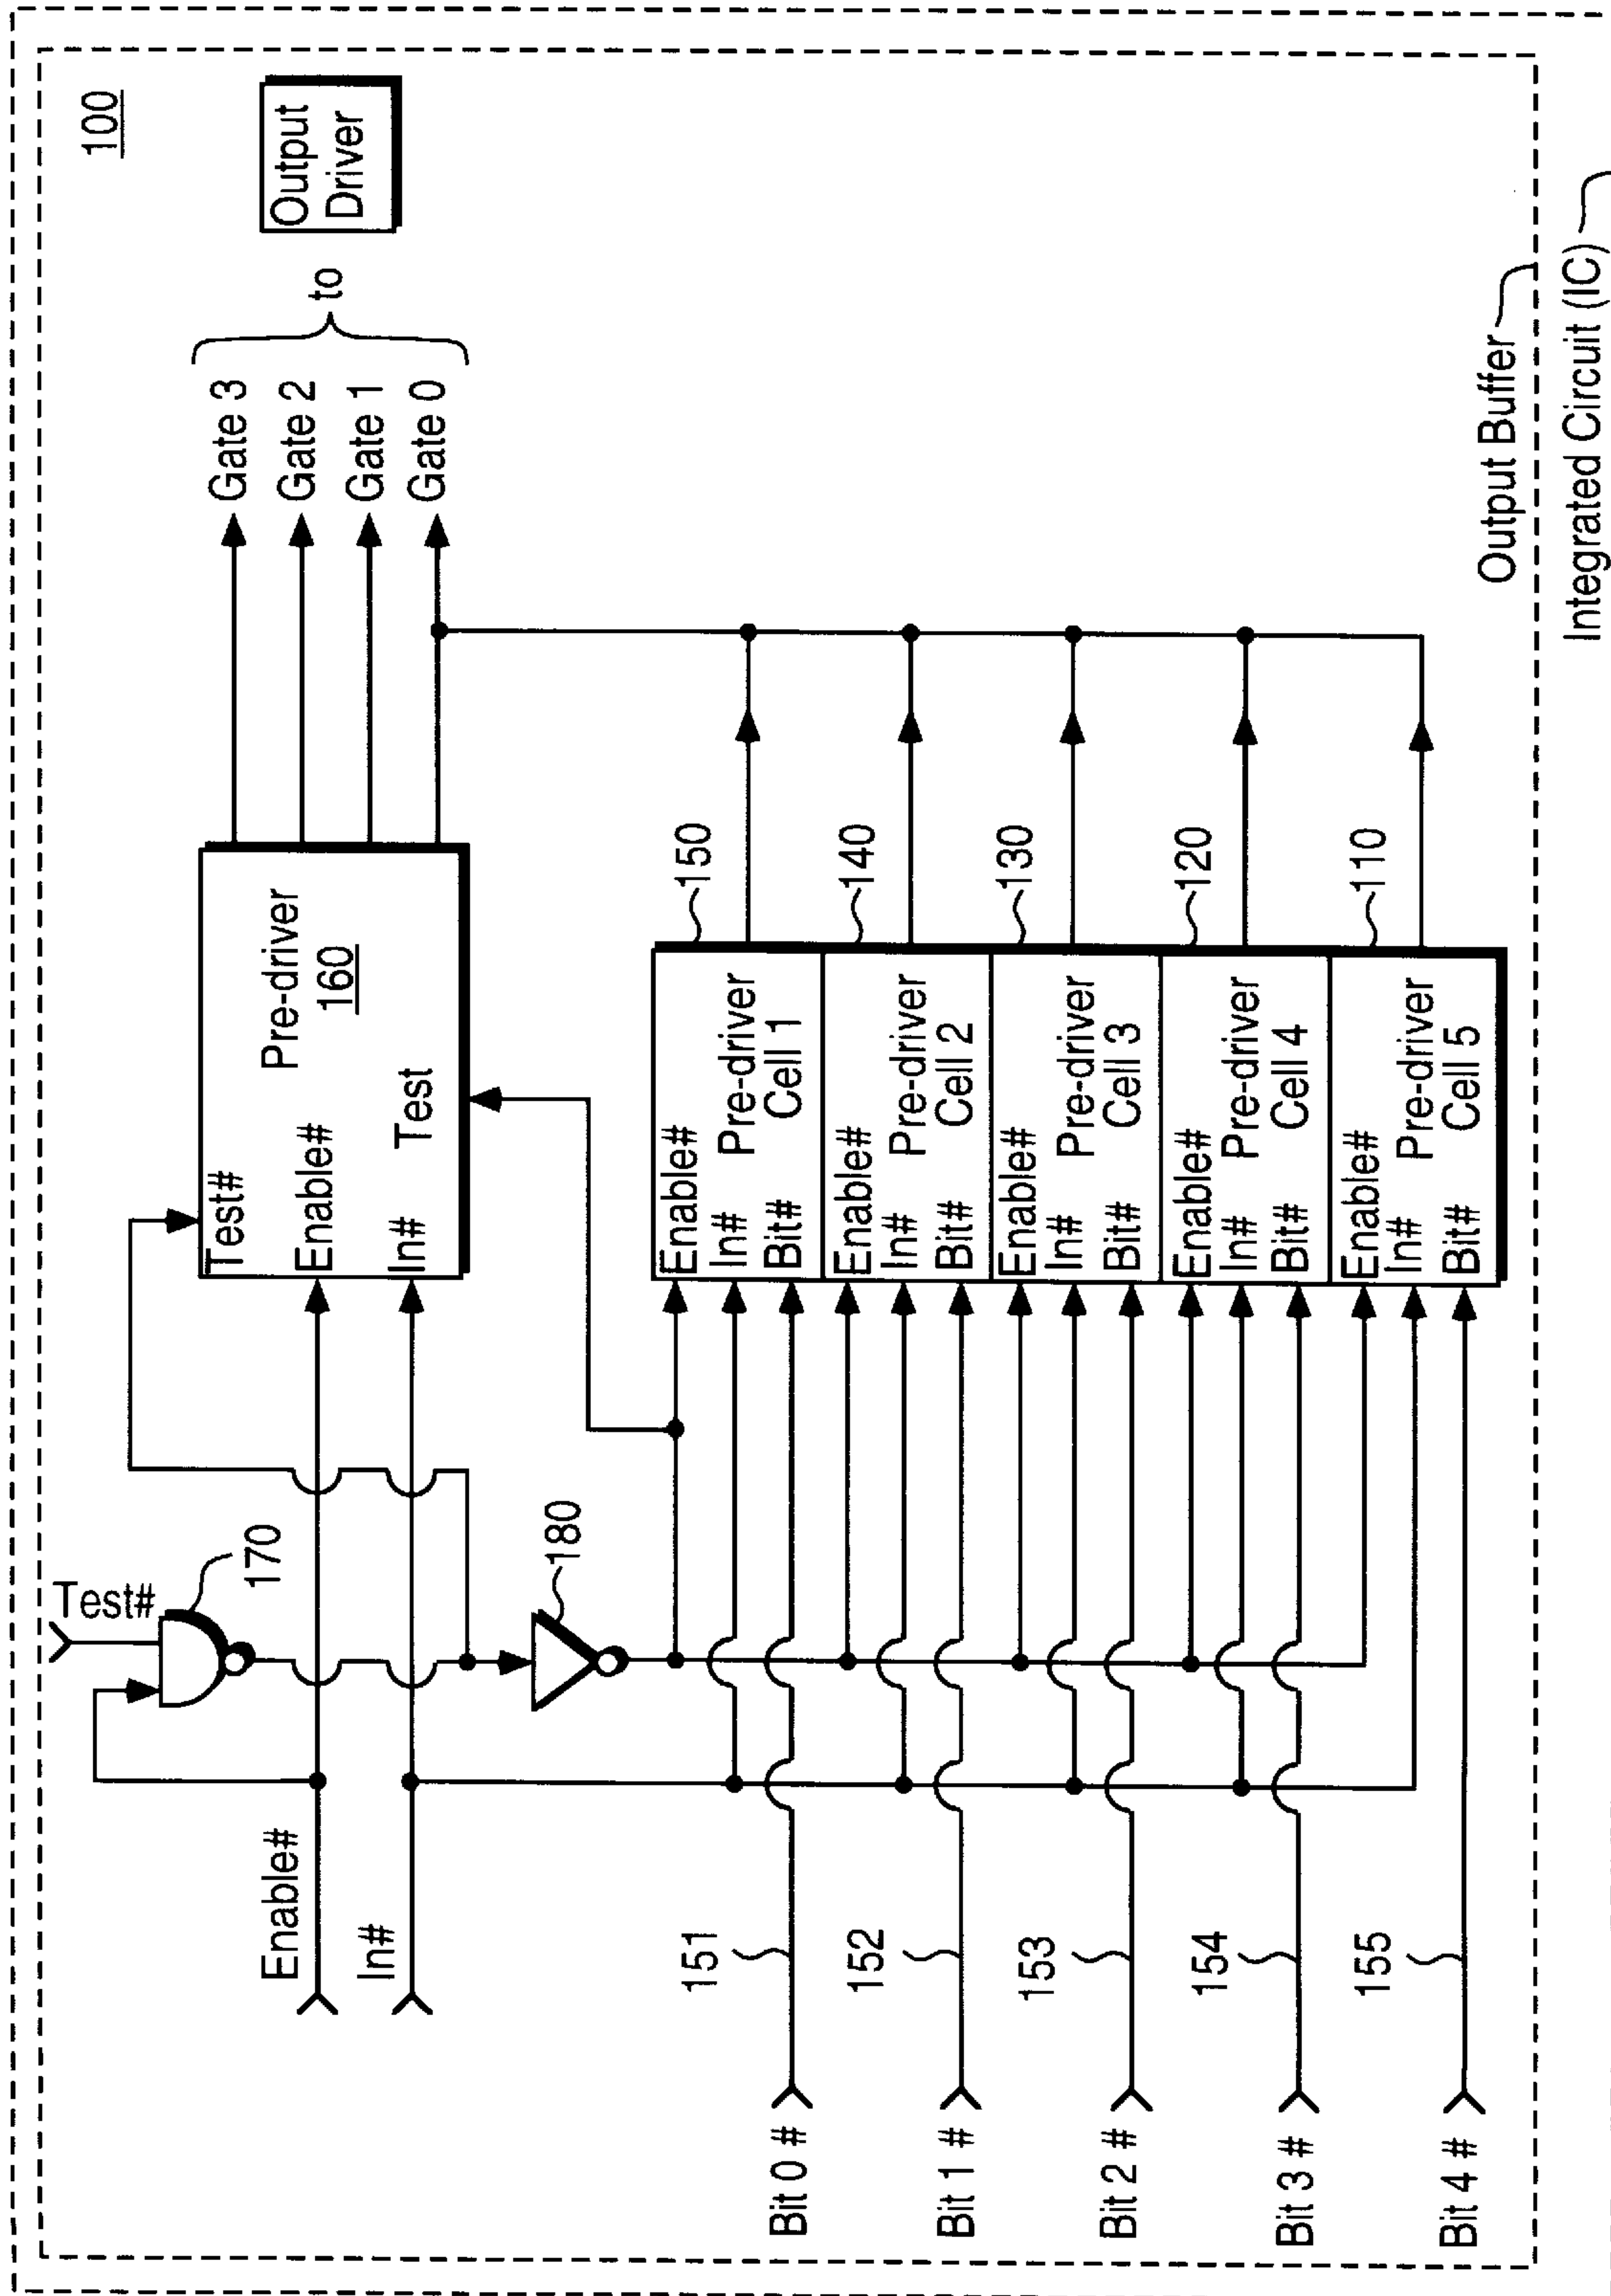 100
Test#
170
Enable#
In#
180
Test#
Enable#
In#
Test
Pre-driver
160
Gate 3
Gate 2
Gate 1
Gate 0
to
Output
Driver
Bit 0 #
151
Bit 1 #
152
Bit 2 #
153
Bit 3 #
154
Bit 4 #
155
Enable#
In#
Bit#
Pre-driver
Cell 1
150
Enable#
In#
Bit#
Pre-driver
Cell 2
140
Enable#
In#
Bit#
Pre-driver
Cell 3
130
Enable#
In#
Bit#
Pre-driver
Cell 4
120
Enable#
In#
Bit#
Pre-driver
Cell 5
110
Output Buffer
Integrated Circuit (IC)